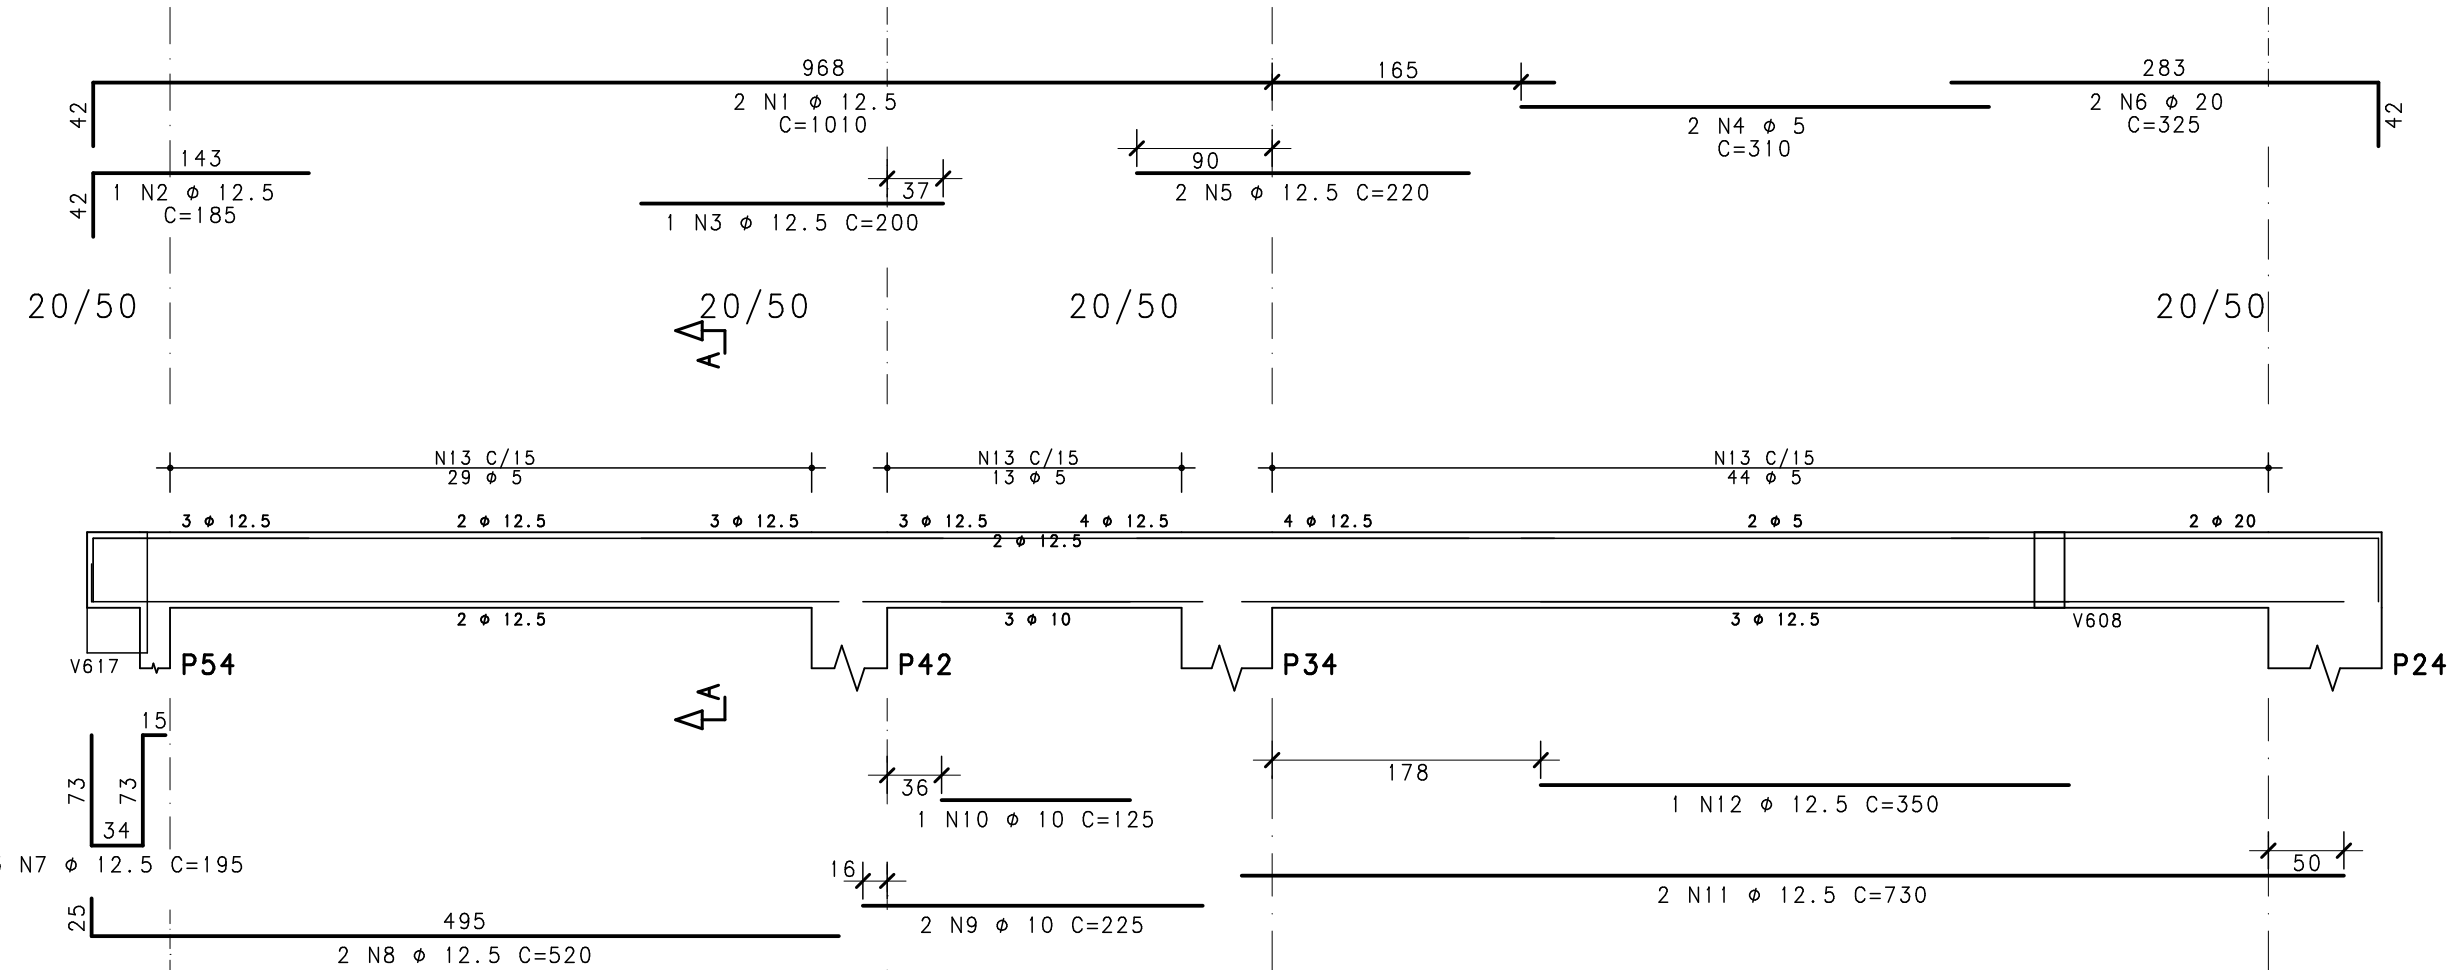 968
165
283
42
2 N1 ø 12.5
C=1010
2 N4 ø 5
C=310
2 N6 ø 20
C=325
42
143
42
1 N2 ø 12.5
C=185
37
1 N3 ø 12.5 C=200
90
2 N5 ø 12.5 C=220
20/50
20/50
20/50
20/50
A
N13 C/15
29 ø 5
N13 C/15
13 ø 5
N13 C/15
44 ø 5
3 ø 12.5
2 ø 12.5
3 ø 12.5
3 ø 12.5
4 ø 12.5
2 ø 12.5
4 ø 12.5
2 ø 5
2 ø 20
2 ø 12.5
3 ø 10
3 ø 12.5
V608
V617
P54
P42
P34
P24
A
15
73
73
34
N7 ø 12.5 C=195
36
1 N10 ø 10 C=125
178
1 N12 ø 12.5 C=350
16
2 N9 ø 10 C=225
50
2 N11 ø 12.5 C=730
25
495
2 N8 ø 12.5 C=520